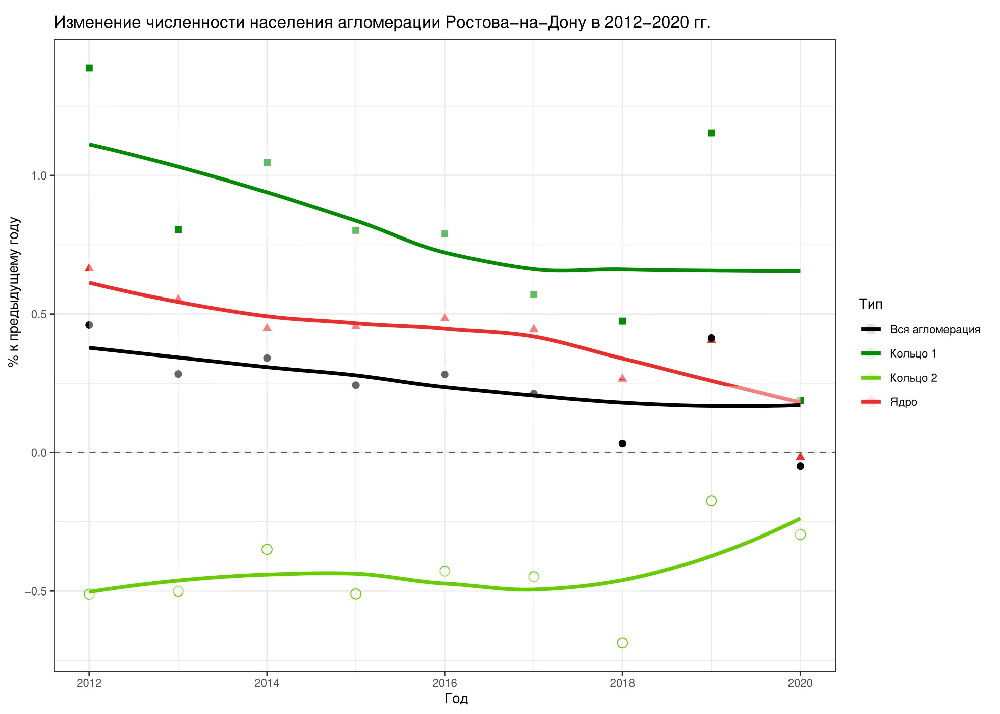 Изменение численности населения агломерации Ростова−на−Дону в 2012−2020 гг.
% к предыдущему году
1.0
0.5
0.0
−0.5
2012 2014 2016 2018 2020
Год
Тип
Вся агломерация
Кольцо 1
Кольцо 2
Ядро